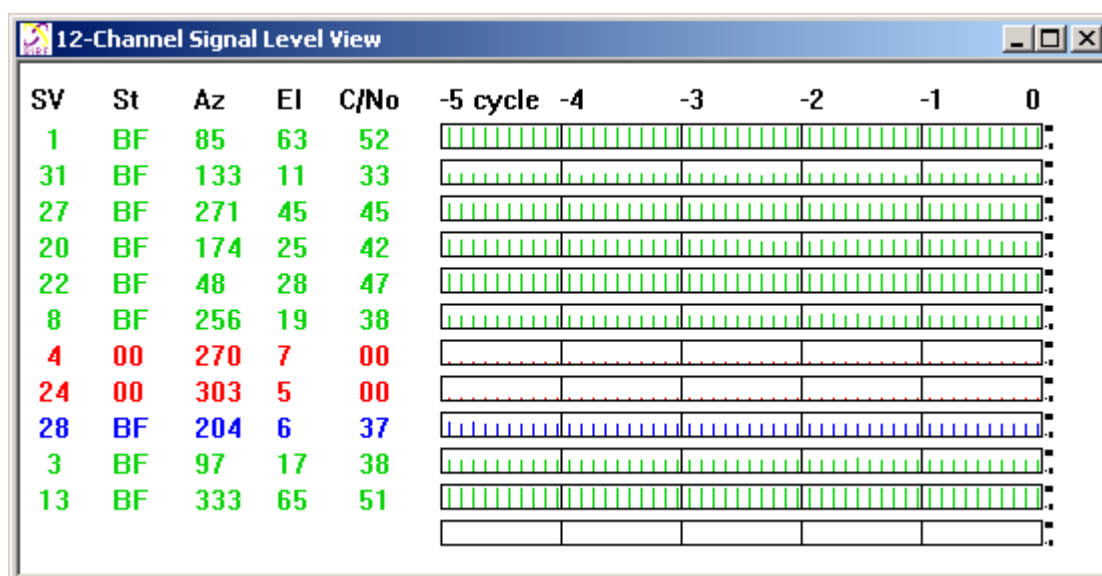 12-Channel Signal Level View
SV St Az El C/No -5 cycle -4 -3 -2 -1 0
1 BF 85 63 52
31 BF 133 11 33
27 BF 271 45 45
20 BF 174 25 42
22 BF 48 28 47
8 BF 256 19 38
4 00 270 7 00
24 00 303 5 00
28 BF 204 6 37
3 BF 97 17 38
13 BF 333 65 51